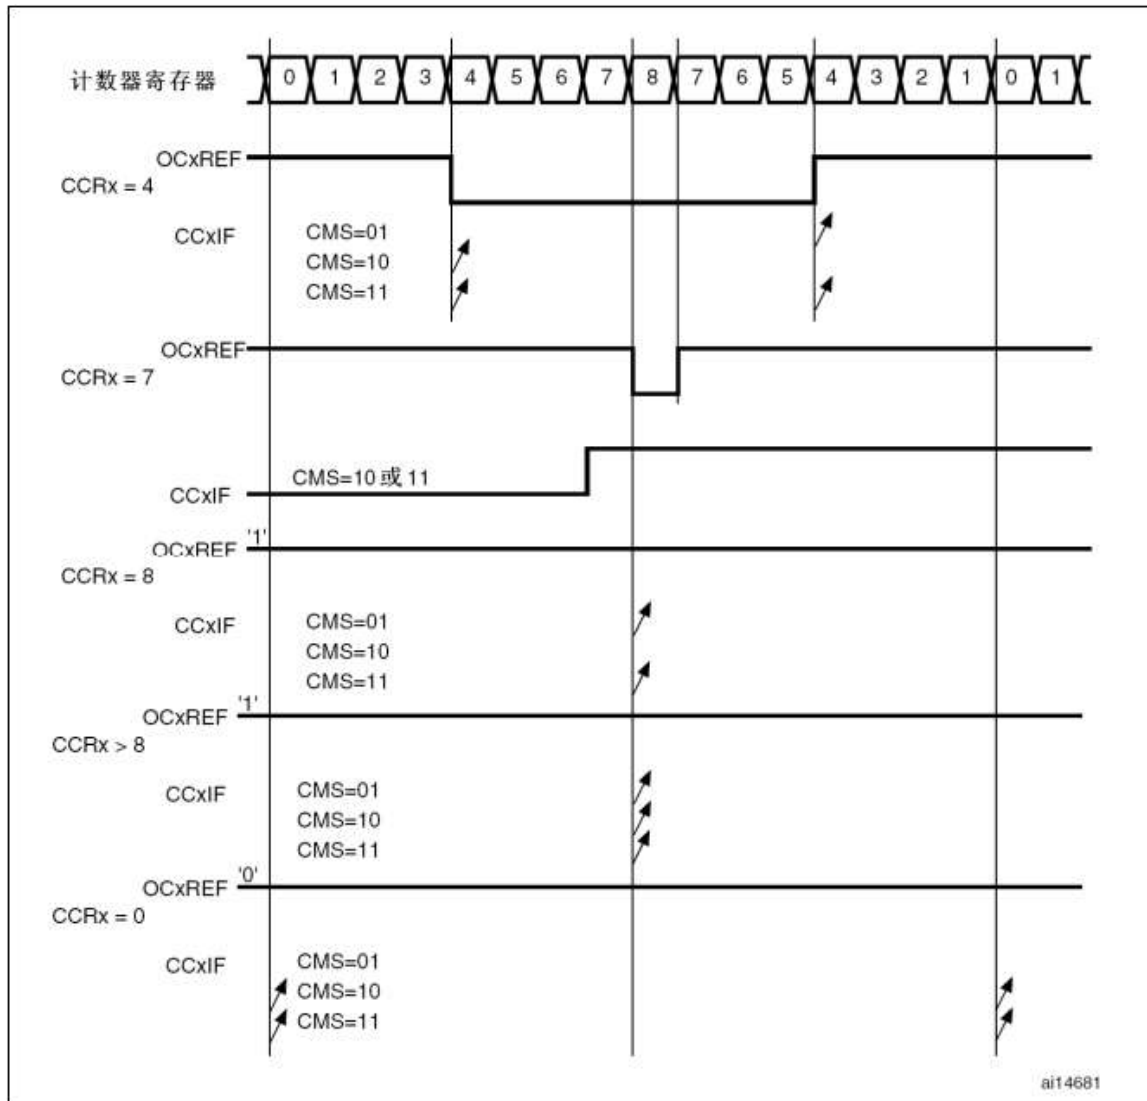 计数器寄存器 0 1 2 3 4 5 6 7 8 7 6 5 4 3 2 1 0 1
OCxREF
CCRx = 4
CCxIF CMS=01
CMS=10
CMS=11
OCxREF
CCRx = 7
CMS=10 或 11
CCxIF
OCxREF '1'
CCRx = 8
CCxIF CMS=01
CMS=10
CMS=11
OCxREF '1'
CCRx > 8
CCxIF CMS=01
CMS=10
CMS=11
OCxREF '0'
CCRx = 0
CCxIF CMS=01
CMS=10
CMS=11
ai14681